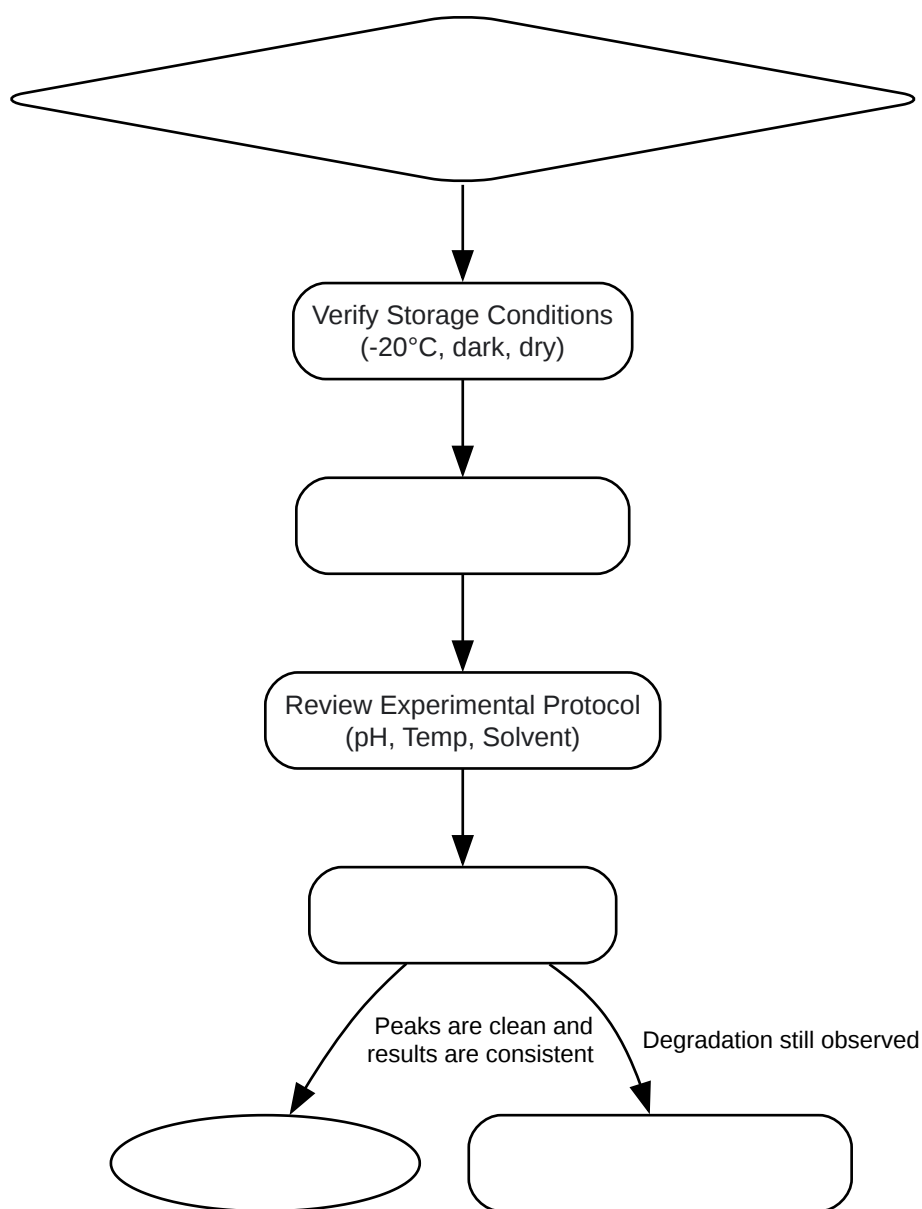 Verify Storage Conditions
(-20°C, dark, dry)
Review Experimental Protocol
(pH, Temp, Solvent)
Peaks are clean and
results are consistent
Degradation still observed